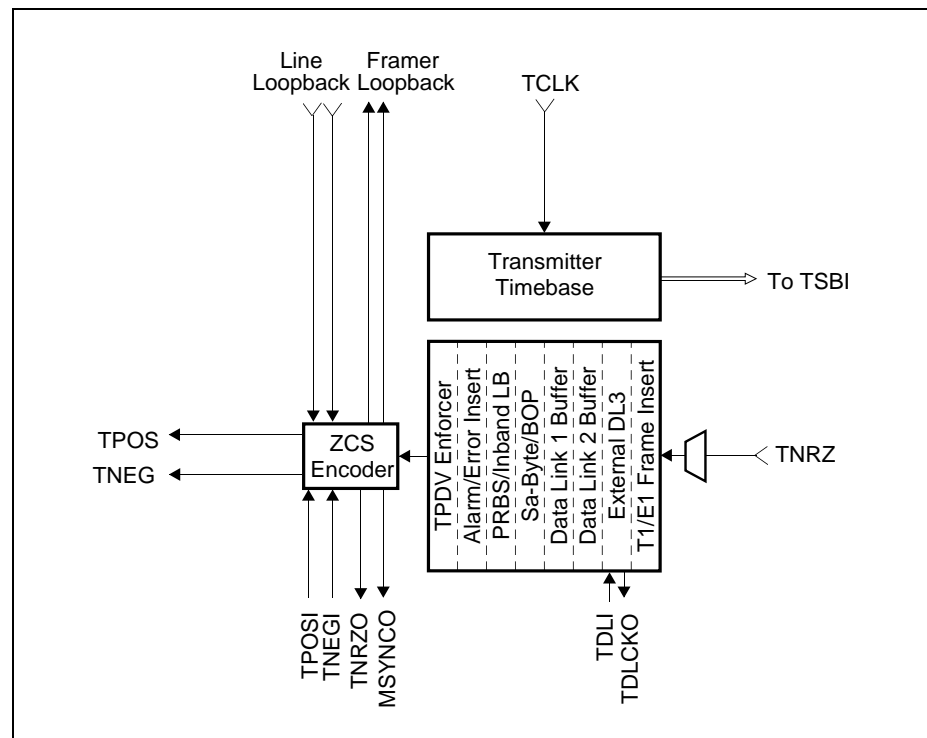 Line
Loopback
Framer
Loopback
TCLK
Transmitter
Timebase
To TSBI
TPOS
TNEG
ZCS
Encoder
TPDV Enforcer
Alarm/Error Insert
PRBS/Inband LB
Sa-Byte/BOP
Data Link 1 Buffer
Data Link 2 Buffer
External DL3
T1/E1 Frame Insert
TNRZ
TPOSI
TNEGI
TNRZO
MSYNCO
TDLI
TDLCKO